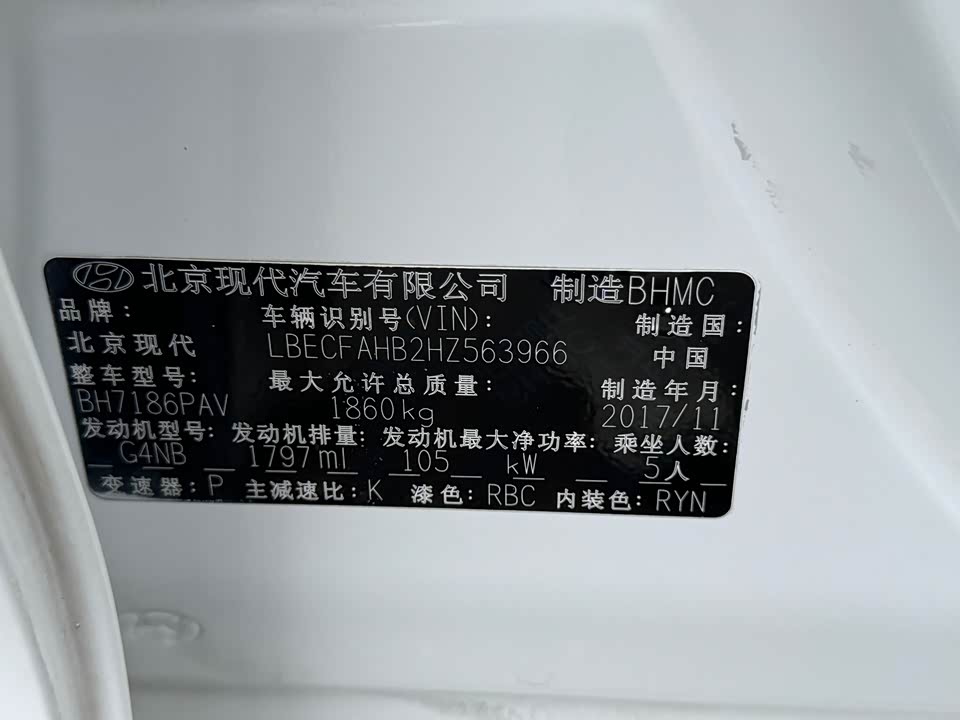 北京现代汽车有限公司 制造BHMC
品牌: 车辆识别号(VIN): 制造国:
北京现代 LBECFAHB2HZ563966 中国
整车型号: 最大允许总质量: 制造年月:
BH7186PAV 1860kg 2017/11
发动机型号: 发动机排量: 发动机最大净功率: 乘坐人数:
G4NB 1797ml 105 kW 5人
变速器: P 主减速比: K 漆色: RBC 内装色: RYN